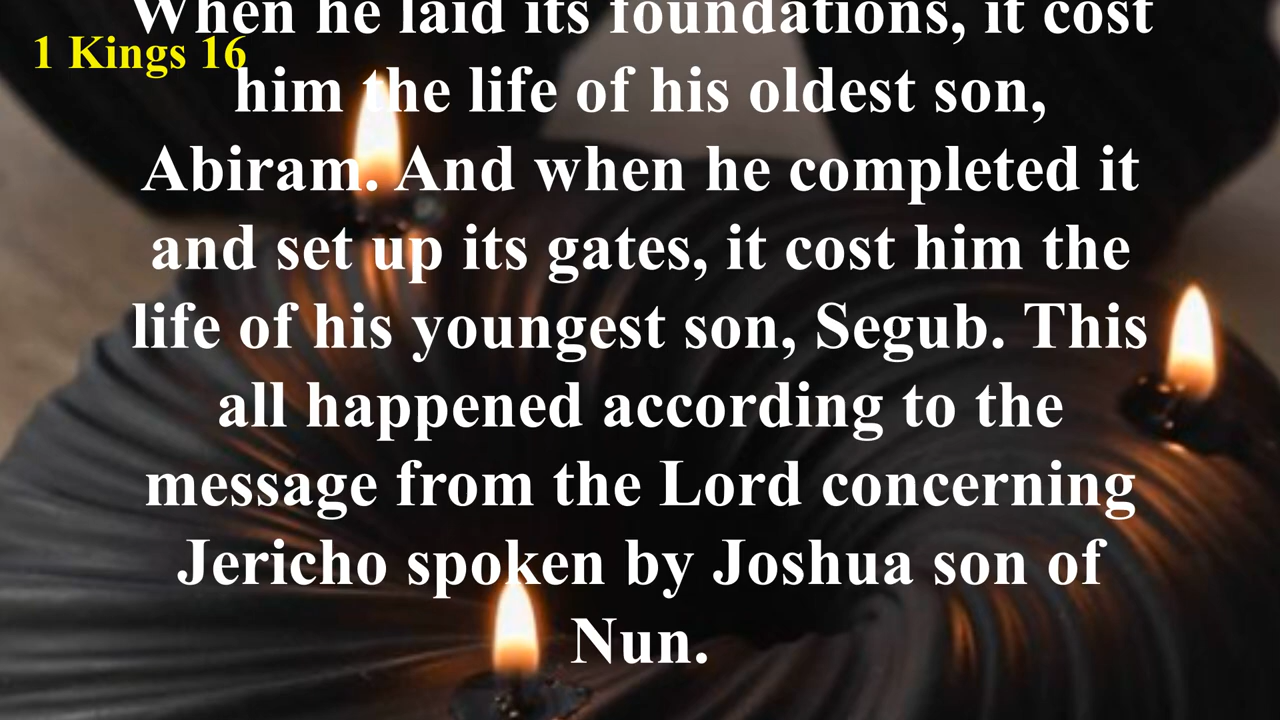 1 Kings 16
When he laid its foundations, it cost
him the life of his oldest son,
Abiram. And when he completed it
and set up its gates, it cost him the
life of his youngest son, Segub. This
all happened according to the
message from the Lord concerning
Jericho spoken by Joshua son of
Nun.